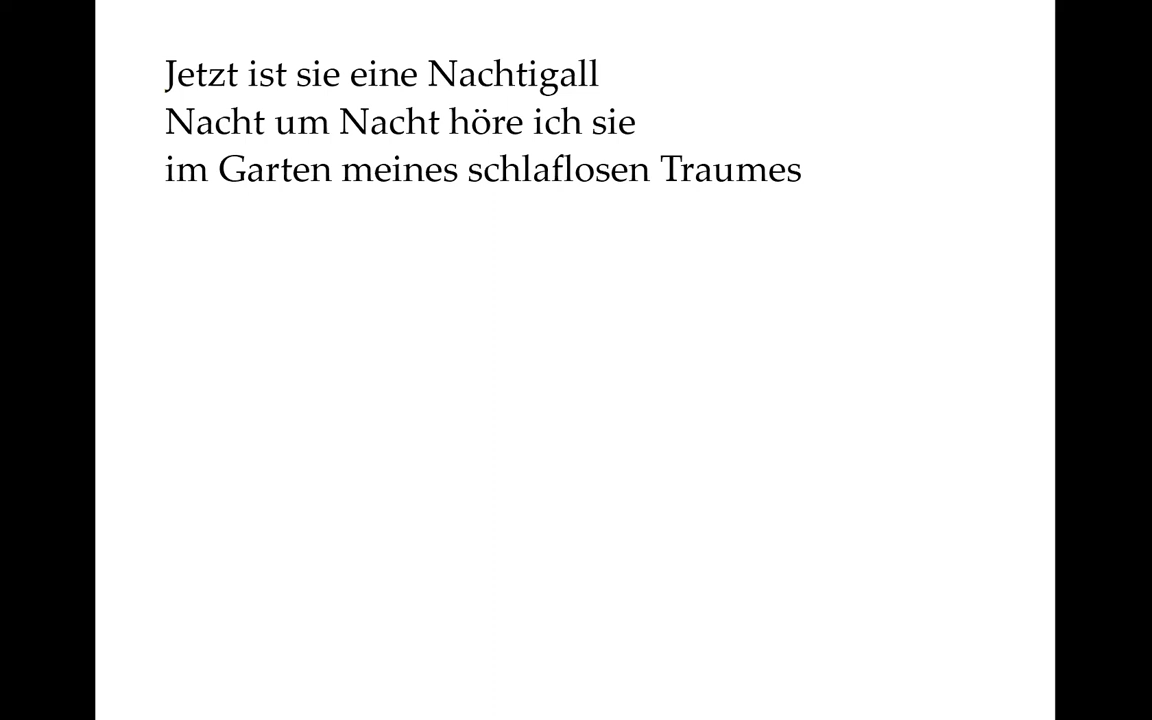 Jetzt ist sie eine Nachtigall
Nacht um Nacht höre ich sie
im Garten meines schlaflosen Traumes